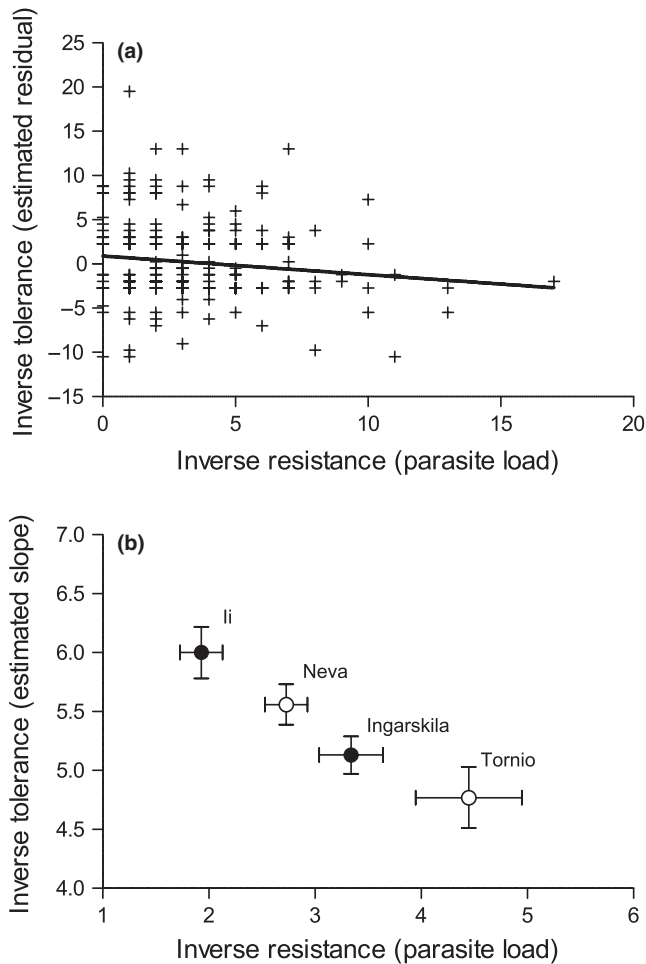 (a)
Inverse tolerance (estimated residual)
25
20
15
10
5
0
–5
–10
–15
0 5 10 15 20
Inverse resistance (parasite load)
(b)
Inverse tolerance (estimated slope)
7.0
6.5
6.0
5.5
5.0
4.5
4.0
Ii
Neva
Ingarskila
Tornio
1 2 3 4 5 6
Inverse resistance (parasite load)